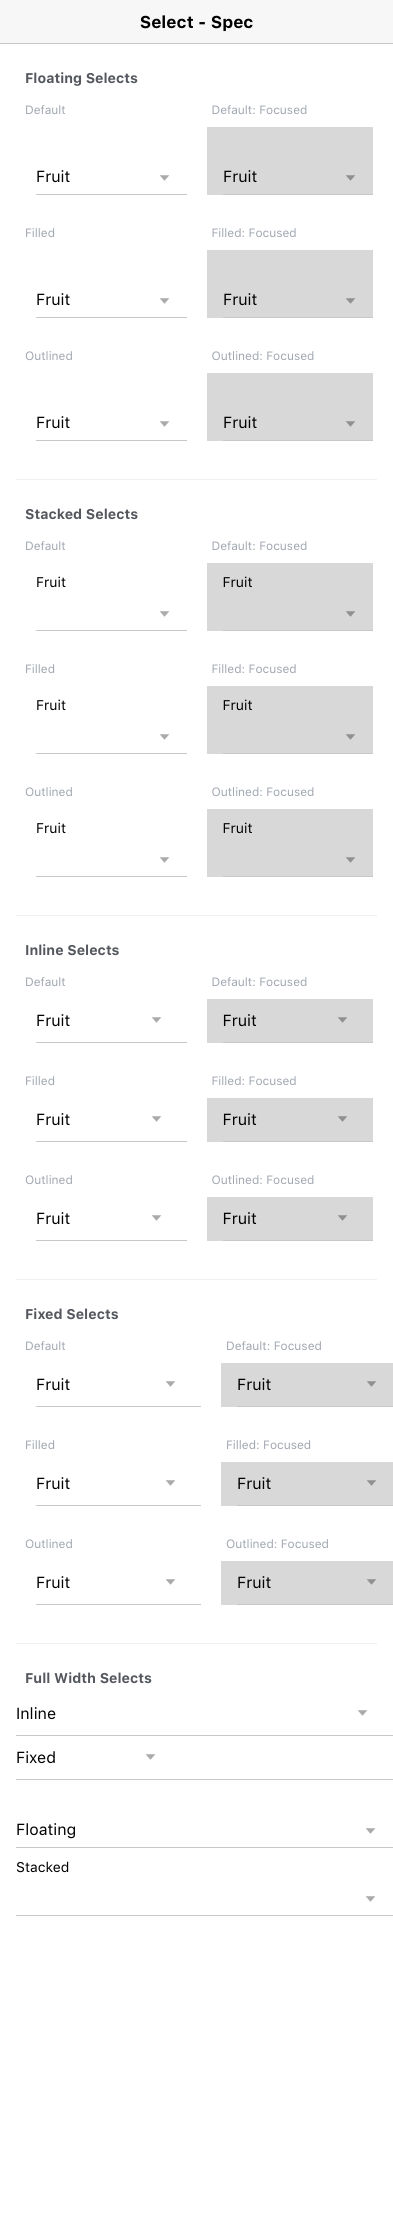 Select - Spec
Floating Selects
Default Default: Focused
Fruit Fruit
Filled Filled: Focused
Fruit Fruit
Outlined Outlined: Focused
Fruit Fruit
Stacked Selects
Default Default: Focused
Fruit Fruit
Filled Filled: Focused
Fruit Fruit
Outlined Outlined: Focused
Fruit Fruit
Inline Selects
Default Default: Focused
Fruit Fruit
Filled Filled: Focused
Fruit Fruit
Outlined Outlined: Focused
Fruit Fruit
Fixed Selects
Default Default: Focused
Fruit Fruit
Filled Filled: Focused
Fruit Fruit
Outlined Outlined: Focused
Fruit Fruit
Full Width Selects
Inline
Fixed
Floating
Stacked